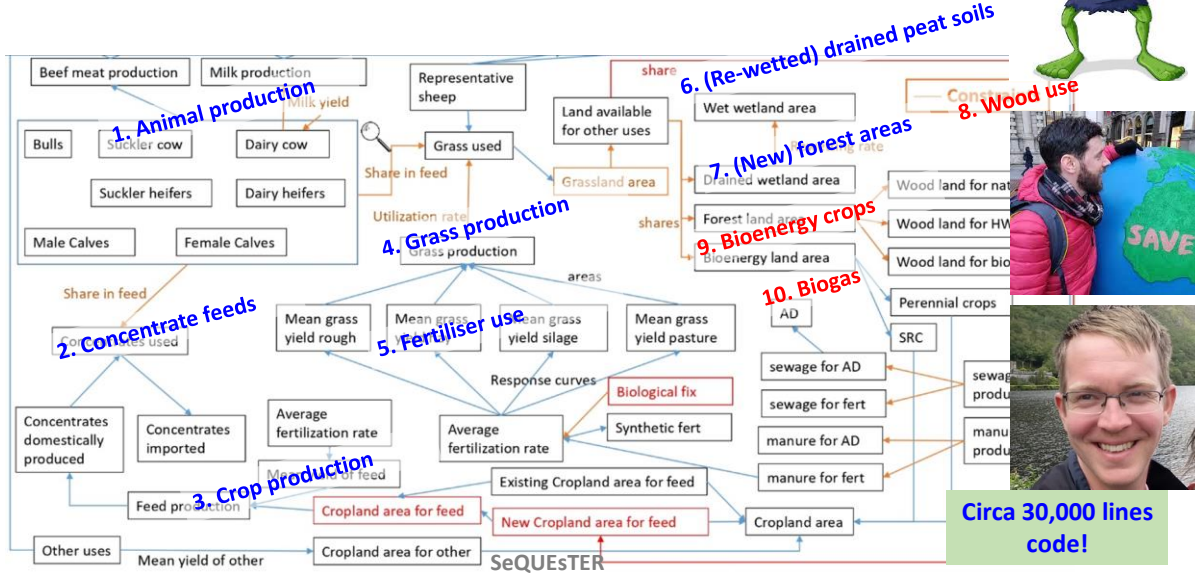 6. (Re-wetted) drained peat soils
Beef meat production
Milk production
Representative
sheep
share
Wet wetland area
8. Wood use
Milk yield
1. Animal production
Land available
for other uses
7. (New) forest areas
Bulls
Suckler cow
Dairy cow
Grass used
Share in feed
Grassland area
Drained wetland area
Suckler heifers
Dairy heifers
Utilization rate
shares
Forest land area
Wood land for
Wood land for
Wood land for
9. Bioenergy crops
Male Calves
Female Calves
4. Grass production
Grass production
Bioenergy land area
SAVE
areas
10. Biogas
Share in feed
Perennial crops
AD
2. Concentrate feeds
Concentrates used
Mean grass
yield rough
Mean grass
5. Fertiliser use
Mean grass
yield silage
Mean grass
yield pasture
SRC
Response curves
sewage for AD
Biological fix
sewage for fert
Concentrates
domestically
produced
Concentrates
imported
Average
fertilization rate
Average
fertilization rate
Synthetic fert
manure for AD
manure for fert
3. Crop production
of feed
Existing Cropland area for feed
Feed production
Cropland area for feed
New Cropland area for feed
Cropland area
Circa 30,000 lines
code!
Other uses
Mean yield of other
Cropland area for other
SeQUEsTER